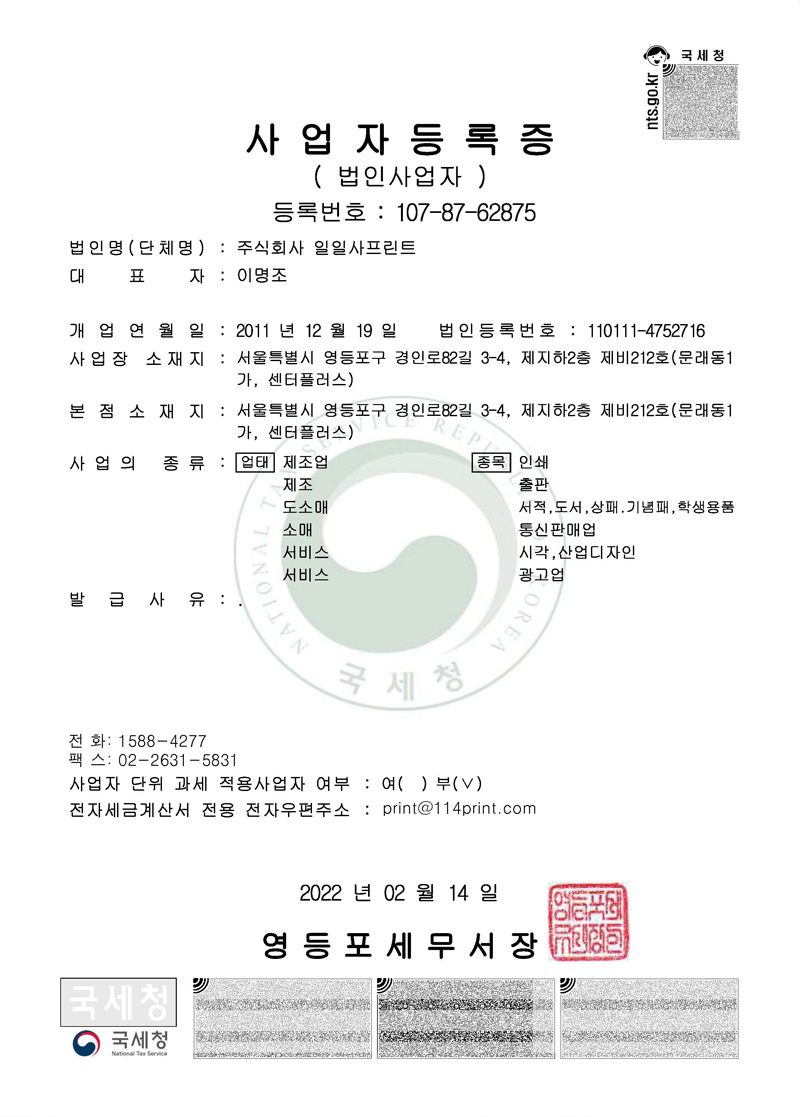 국세청
nts.go.kr
사업자등록증
( 법인사업자 )
등록번호 : 107-87-62875
법인명(단체명) : 주식회사 일일사프린트
대 표 자 : 이명조
개 업 연 월 일 : 2011 년 12 월 19 일 법인등록번호 : 110111-4752716
사업장 소재지 : 서울특별시 영등포구 경인로82길 3-4, 제지하2층 제비212호(문래동1
가, 센터플러스)
본 점 소 재 지 : 서울특별시 영등포구 경인로82길 3-4, 제지하2층 제비212호(문래동1
가, 센터플러스)
사 업 의 종 류 : 업태 제조업 종목 인쇄
제조 출판
도소매 서적,도서,상패.기념패,학생용품
소매 통신판매업
서비스 시각,산업디자인
서비스 광고업
발 급 사 유 : .
NATIONAL TAX SERVICE REPUBLIC OF KOREA
국세청
전 화: 1588-4277
팩 스: 02-2631-5831
사업자 단위 과세 적용사업자 여부 : 여( ) 부(∨)
전자세금계산서 전용 전자우편주소 : print@114print.com
2022 년 02 월 14 일
영등포세무서장
국세청
국세청
National Tax Service